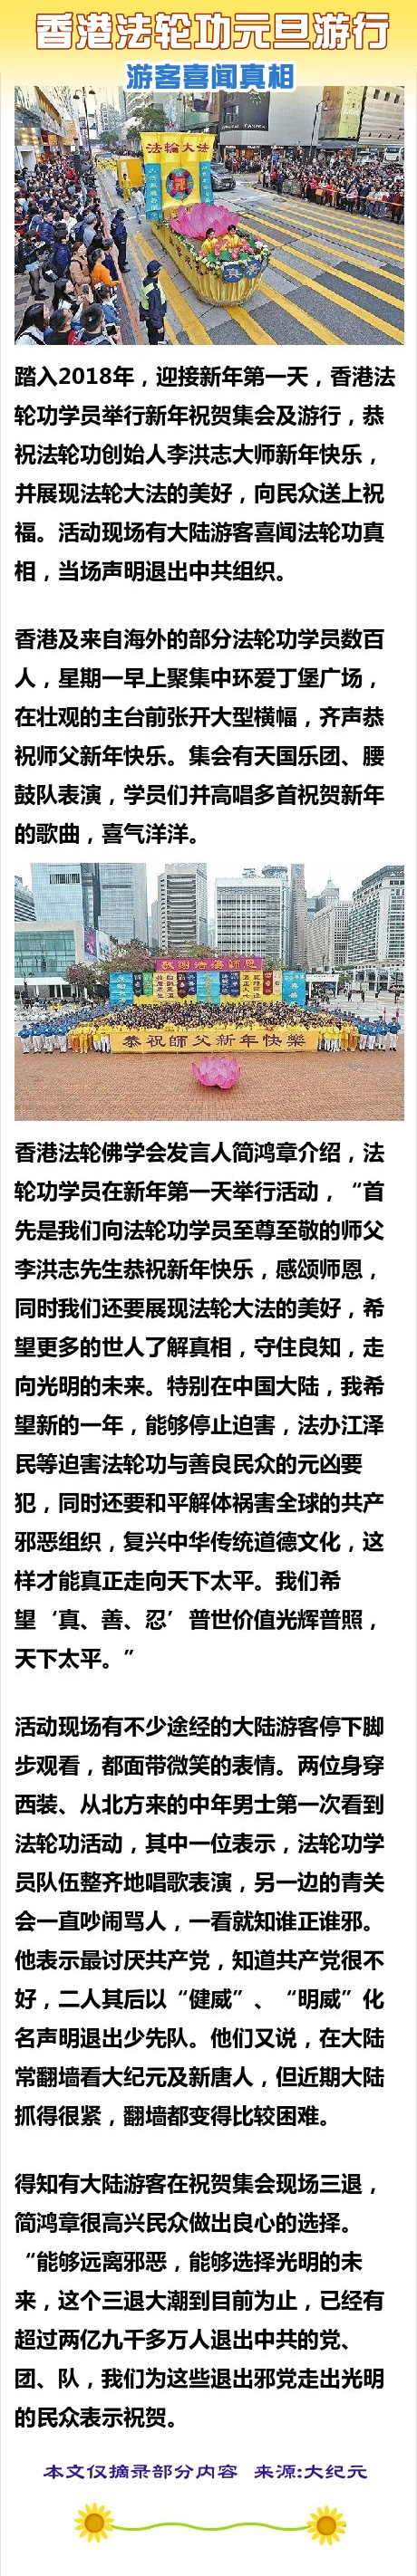 香港法轮功元旦游行
游客喜闻真相
法輪大法
真善忍
踏入2018年，迎接新年第一天，香港法
轮功学员举行新年祝贺集会及游行，恭
祝法轮功创始人李洪志大师新年快乐，
并展现法轮大法的美好，向民众送上祝
福。活动现场有大陆游客喜闻法轮功真
相，当场声明退出中共组织。
香港及来自海外的部分法轮功学员数百
人，星期一早上聚集中环爱丁堡广场，
在壮观的主台前张开大型横幅，齐声恭
祝师父新年快乐。集会有天国乐团、腰
鼓队表演，学员们并高唱多首祝贺新年
的歌曲，喜气洋洋。
恭祝師父新年快樂
香港法轮佛学会发言人简鸿章介绍，法
轮功学员在新年第一天举行活动，“首
先是我们向法轮功学员至尊至敬的师父
李洪志先生恭祝新年快乐，感颂师恩，
同时我们还要展现法轮大法的美好，希
望更多的世人了解真相，守住良知，走
向光明的未来。特别在中国大陆，我希
望新的一年，能够停止迫害，法办江泽
民等迫害法轮功与善良民众的元凶要
犯，同时还要和平解体祸害全球的共产
邪恶组织，复兴中华传统道德文化，这
样才能真正走向天下太平。我们希
望‘真、善、忍’普世价值光辉普照，
天下太平。”
活动现场有不少途经的大陆游客停下脚
步观看，都面带微笑的表情。两位身穿
西装、从北方来的中年男士第一次看到
法轮功活动，其中一位表示，法轮功学
员队伍整齐地唱歌表演，另一边的青关
会一直吵闹骂人，一看就知谁正谁邪。
他表示最讨厌共产党，知道共产党很不
好，二人其后以“健威”、“明威”化
名声明退出少先队。他们又说，在大陆
常翻墙看大纪元及新唐人，但近期大陆
抓得很紧，翻墙都变得比较困难。
得知有大陆游客在祝贺集会现场三退，
简鸿章很高兴民众做出良心的选择。
“能够远离邪恶，能够选择光明的未
来，这个三退大潮到目前为止，已经有
超过两亿九千多万人退出中共的党、
团、队，我们为这些退出邪党走出光明
的民众表示祝贺。
本文仅摘录部分内容 来源:大纪元